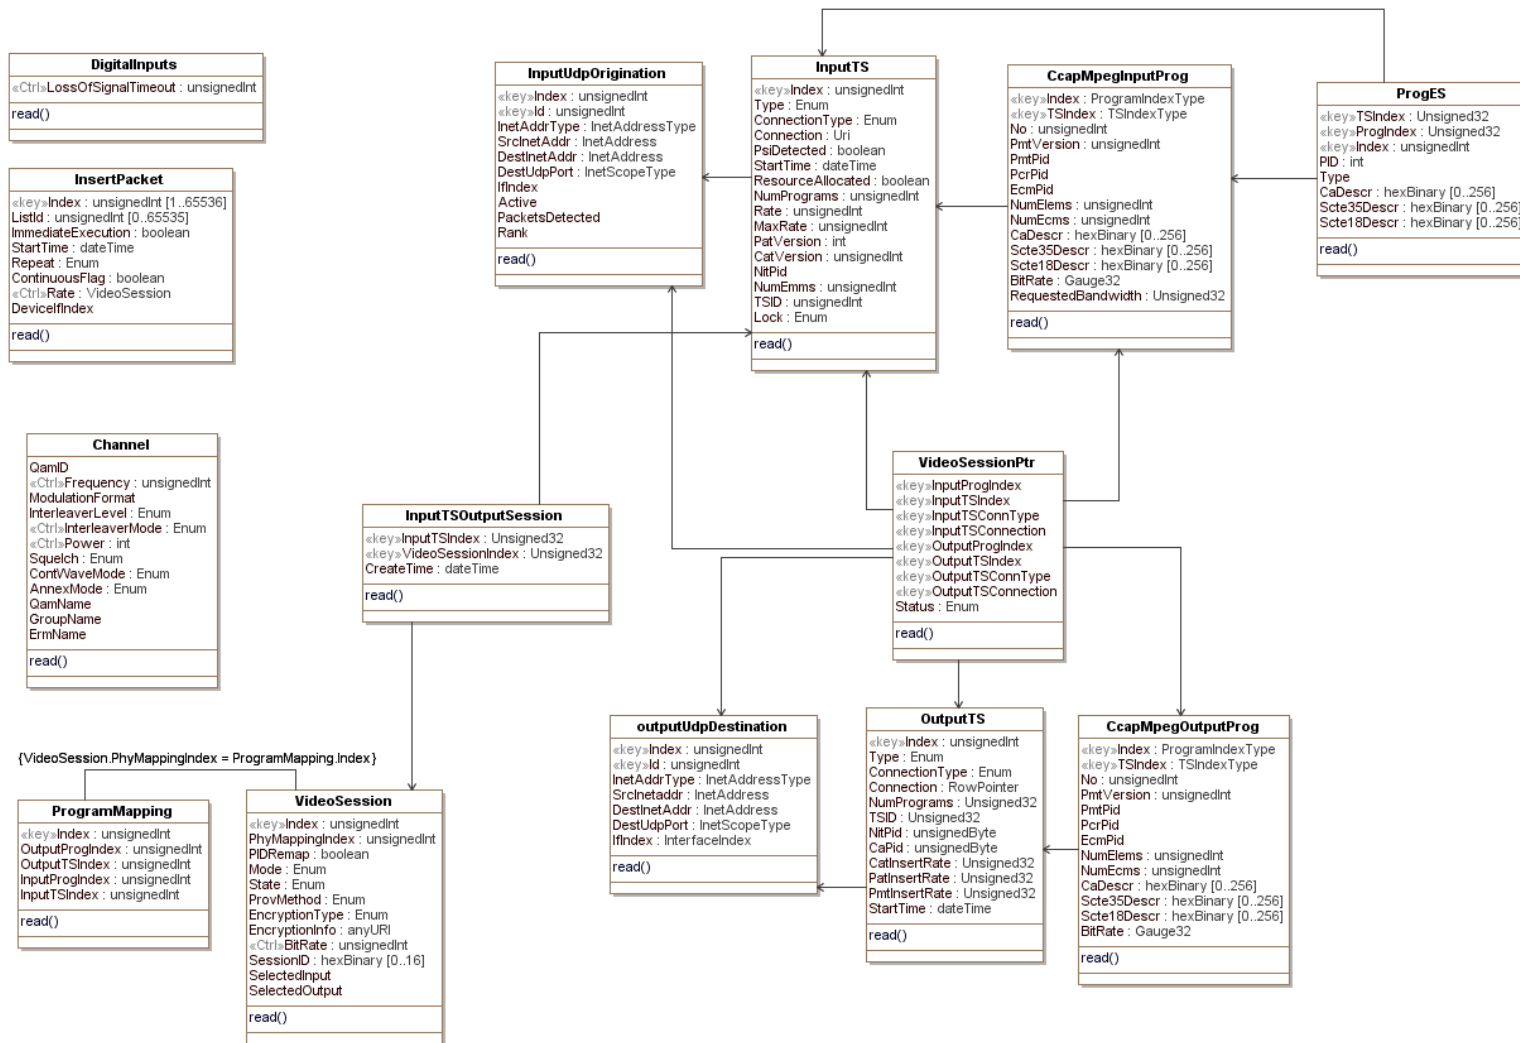 DigitalInputs
«Ctrl»LossOfSignalTimeout : unsignedInt
read()
InsertPacket
«key»Index : unsignedInt [1..65536]
ListId : unsignedInt [0..65535]
ImmediateExecution : boolean
StartTime : dateTime
Repeat : Enum
ContinuousFlag : boolean
«Ctrl»Rate : VideoSession
DeviceIfIndex
read()
InputUdpOrigination
«key»Index : unsignedInt
«key»Id : unsignedInt
InetAddrType : InetAddressType
SrcInetAddr : InetAddress
DestInetAddr : InetAddress
DestUdpPort : InetScopeType
IfIndex
Active
PacketsDetected
Rank
read()
InputTS
«key»Index : unsignedInt
Type : Enum
ConnectionType : Enum
Connection : Uri
PsiDetected : boolean
StartTime : dateTime
ResourceAllocated : boolean
NumPrograms : unsignedInt
Rate : unsignedInt
MaxRate : unsignedInt
PatVersion : int
CatVersion : unsignedInt
NitPid
NumEmms : unsignedInt
TSID : unsignedInt
Lock : Enum
read()
CcapMpegInputProg
«key»Index : ProgramIndexType
«key»TSIndex : TSIndexType
No : unsignedInt
PmtVersion : unsignedInt
PmtPid
PcrPid
EcmPid
NumElems : unsignedInt
NumEcms : unsignedInt
CaDescr : hexBinary [0..256]
Scte35Descr : hexBinary [0..256]
Scte18Descr : hexBinary [0..256]
BitRate : Gauge32
RequestedBandwidth : Unsigned32
read()
ProgES
«key»TSIndex : Unsigned32
«key»ProgIndex : Unsigned32
«key»Index : unsignedInt
PID : int
Type
CaDescr : hexBinary [0..256]
Scte35Descr : hexBinary [0..256]
Scte18Descr : hexBinary [0..256]
read()
Channel
QamID
«Ctrl»Frequency : unsignedInt
ModulationFormat
InterleaverLevel : Enum
«Ctrl»InterleaverMode : Enum
«Ctrl»Power : int
Squelch : Enum
ContWaveMode : Enum
AnnexMode : Enum
QamName
GroupName
ErmName
read()
InputTSOutputSession
«key»InputTSIndex : Unsigned32
«key»VideoSessionIndex : Unsigned32
CreateTime : dateTime
read()
VideoSessionPtr
«key»InputProgIndex
«key»InputTSIndex
«key»InputTSConnType
«key»InputTSConnection
«key»OutputProgIndex
«key»OutputTSIndex
«key»OutputTSConnType
«key»OutputTSConnection
Status : Enum
read()
{VideoSession.PhyMappingIndex = ProgramMapping.Index}
ProgramMapping
«key»Index : unsignedInt
OutputProgIndex : unsignedInt
OutputTSIndex : unsignedInt
InputProgIndex : unsignedInt
InputTSIndex : unsignedInt
read()
VideoSession
«key»Index : unsignedInt
PhyMappingIndex : unsignedInt
PIDRemap : boolean
Mode : Enum
State : Enum
ProvMethod : Enum
EncryptionType : Enum
EncryptionInfo : anyURI
«Ctrl»BitRate : unsignedInt
SessionID : hexBinary [0..16]
SelectedInput
SelectedOutput
read()
outputUdpDestination
«key»Index : unsignedInt
«key»Id : unsignedInt
InetAddrType : InetAddressType
SrcInetaddr : InetAddress
DestInetAddr : InetAddress
DestUdpPort : InetScopeType
IfIndex : InterfaceIndex
read()
OutputTS
«key»Index : unsignedInt
Type : Enum
ConnectionType : Enum
Connection : RowPointer
NumPrograms : Unsigned32
TSID : Unsigned32
NitPid : unsignedByte
CaPid : unsignedByte
CatInsertRate : Unsigned32
PatInsertRate : Unsigned32
PmtInsertRate : Unsigned32
StartTime : dateTime
read()
CcapMpegOutputProg
«key»Index : ProgramIndexType
«key»TSIndex : TSIndexType
No : unsignedInt
PmtVersion : unsignedInt
PmtPid
PcrPid
EcmPid
NumElems : unsignedInt
NumEcms : unsignedInt
CaDescr : hexBinary [0..256]
Scte35Descr : hexBinary [0..256]
Scte18Descr : hexBinary [0..256]
BitRate : Gauge32
read()